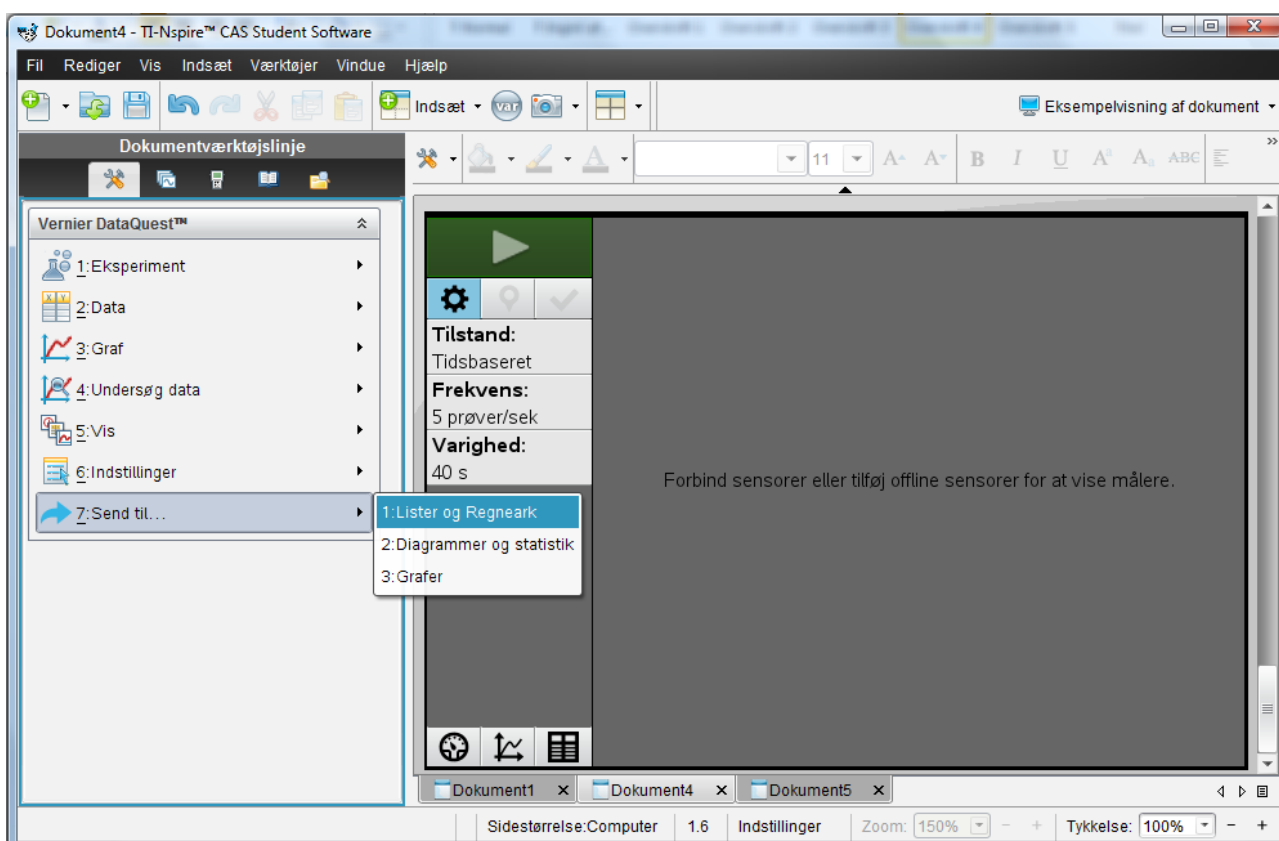 Dokument4 - TI-Nspire™ CAS Student Software
Fil Rediger Vis Indsæt Værktøjer Vindue Hjælp
Indsæt var Eksempelvisning af dokument
Dokumentværktøjslinje
11 A A B I U Aª Aₐ ABC
Vernier DataQuest™
1:Eksperiment
2:Data
3:Graf
4:Undersøg data
5:Vis
6:Indstillinger
7:Send til...
1:Lister og Regneark
2:Diagrammer og statistik
3:Grafer
Tilstand:
Tidsbaseret
Frekvens:
5 prøver/sek
Varighed:
40 s
Forbind sensorer eller tilføj offline sensorer for at vise målere.
Dokument1 Dokument4 Dokument5
Sidestørrelse:Computer 1.6 Indstillinger Zoom: 150% - + Tykkelse: 100% - +